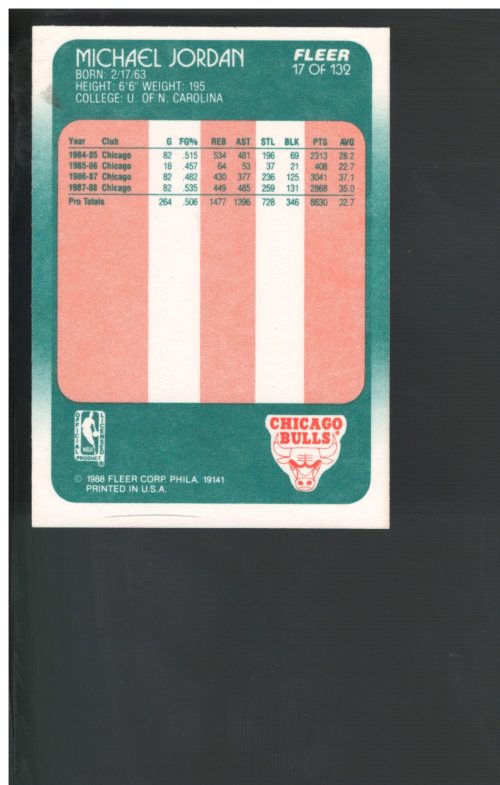 MICHAEL JORDAN
FLEER
17 OF 132
BORN: 2/17/63
HEIGHT: 6'6" WEIGHT: 195
COLLEGE: U. OF N. CAROLINA
Year Club G FG% REB AST STL BLK PTS AVG
1984-85 Chicago 82 .515 534 481 196 69 2313 28.2
1985-86 Chicago 18 .457 64 53 37 21 408 22.7
1986-87 Chicago 82 .482 430 377 236 125 3041 37.1
1987-88 Chicago 82 .535 449 485 259 131 2868 35.0
Pro Totals 264 .506 1477 1396 728 346 8630 32.7
OFFICIAL LICENSED
NBA
PRODUCT
®
CHICAGO
BULLS
© 1988 FLEER CORP. PHILA. 19141
PRINTED IN U.S.A.